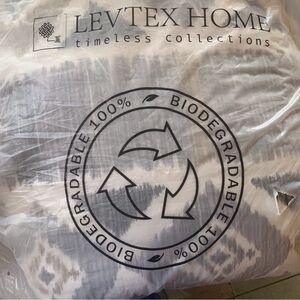 LEVTEX HOME
timeless collections
BIODEGRADABLE 100%
BIODEGRADABLE 100%